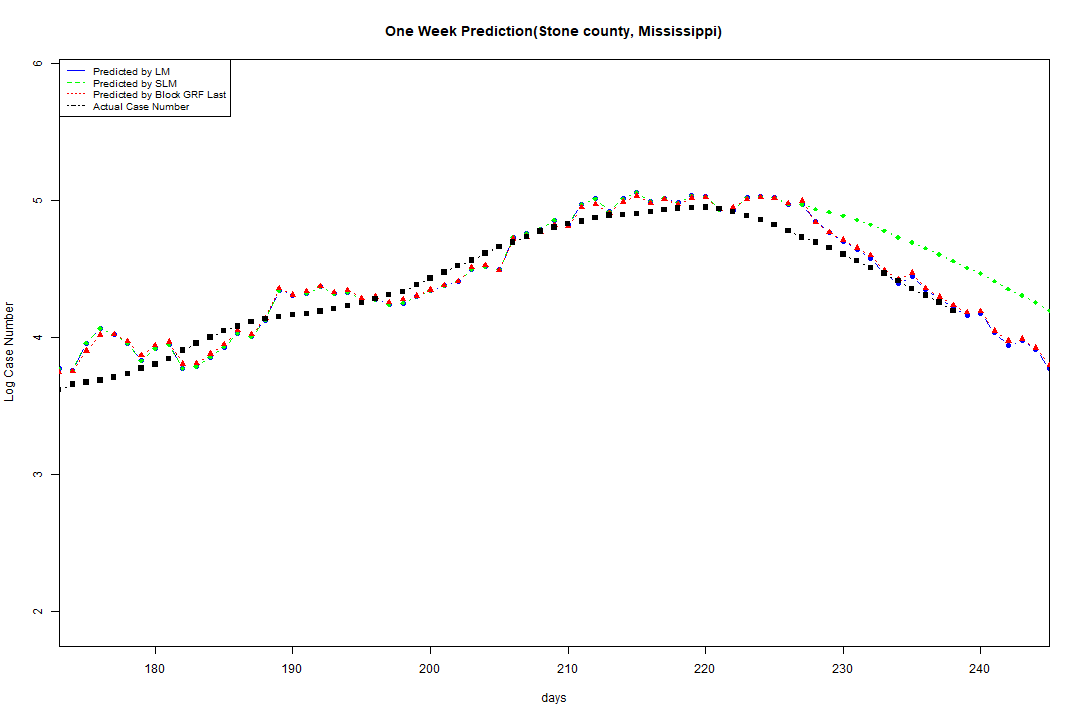 One Week Prediction(Stone county, Mississippi)
Predicted by LM
Predicted by SLM
Predicted by Block GRF Last
Actual Case Number
6
5
4
3
2
Log Case Number
180 190 200 210 220 230 240
days